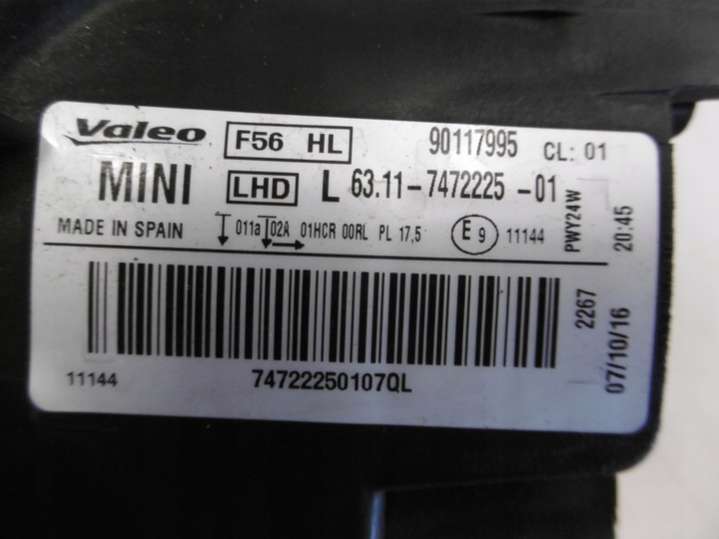 Valeo F56 HL 90117995 CL: 01
MINI LHD L 63.11-7472225-01
MADE IN SPAIN 011a 02A 01HCR 00RL PL 17,5 E9 11144
PWY24W
20:45
2267
07/10/16
11144 74722250107QL